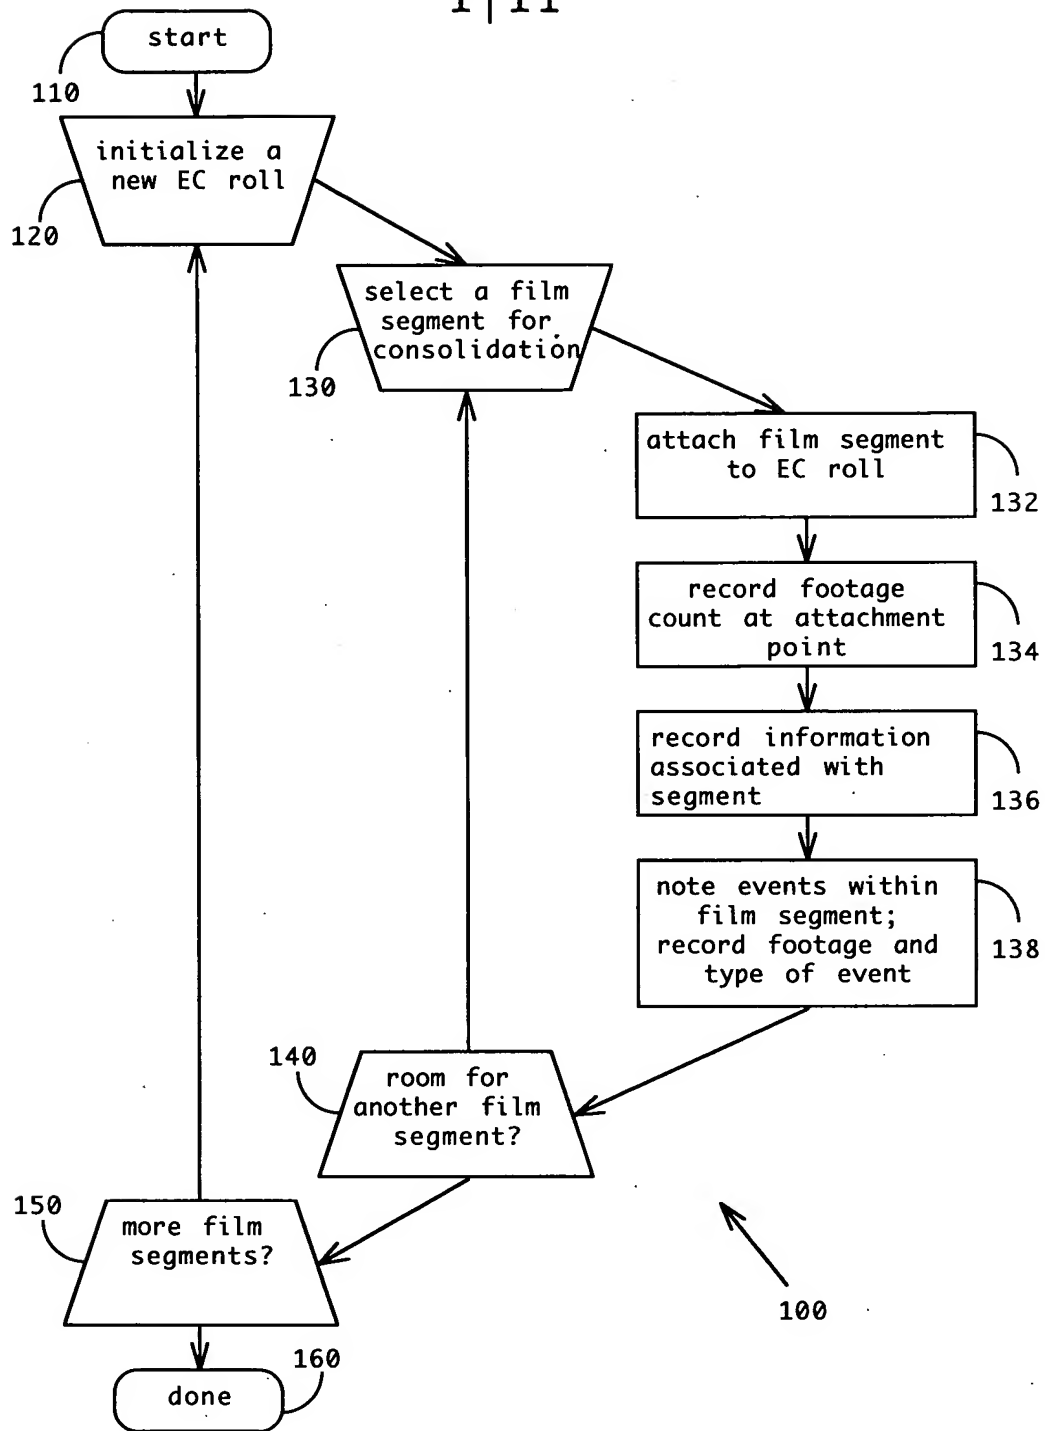 start
110
initialize a
new EC roll
120
select a film
segment for
consolidation
130
attach film segment
to EC roll
132
record footage
count at attachment
point
134
record information
associated with
segment
136
note events within
film segment;
record footage and
type of event
138
140
room for
another film
segment?
150
more film
segments?
100
160
done